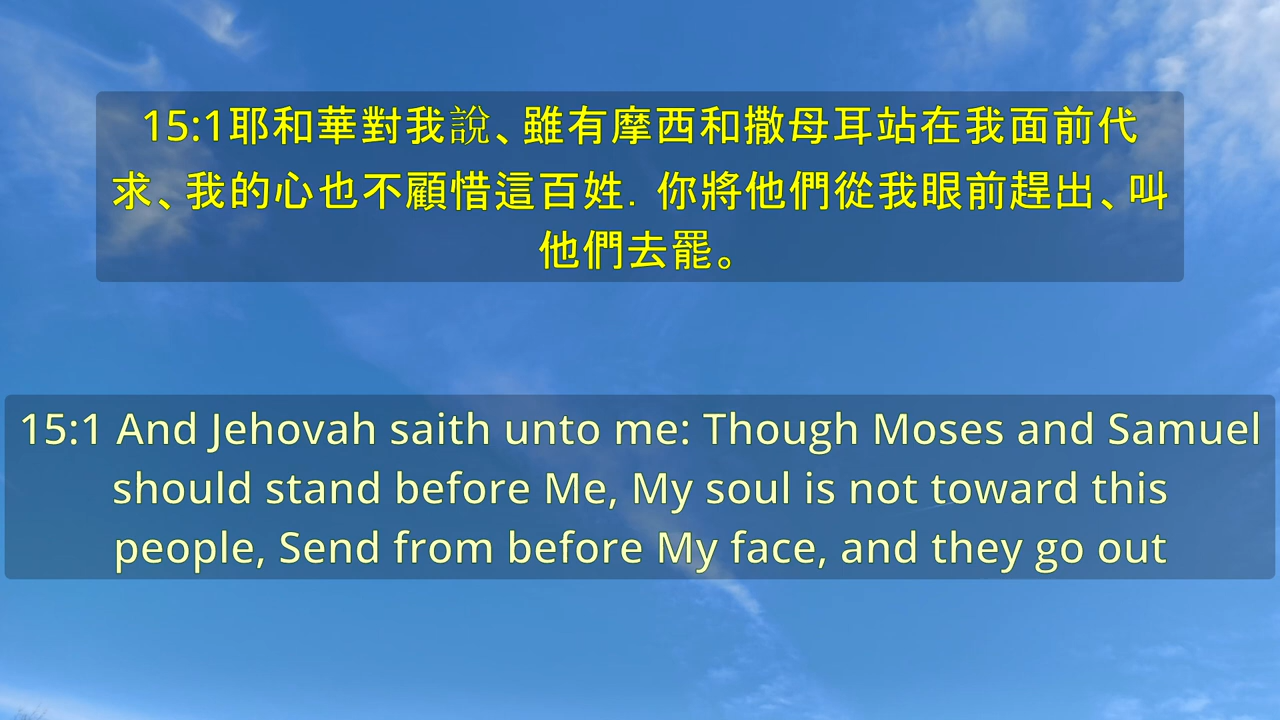 15:1耶和華對我說、雖有摩西和撒母耳站在我面前代
求、我的心也不顧惜這百姓．你將他們從我眼前趕出、叫
他們去罷。
15:1 And Jehovah saith unto me: Though Moses and Samuel
should stand before Me, My soul is not toward this
people, Send from before My face, and they go out